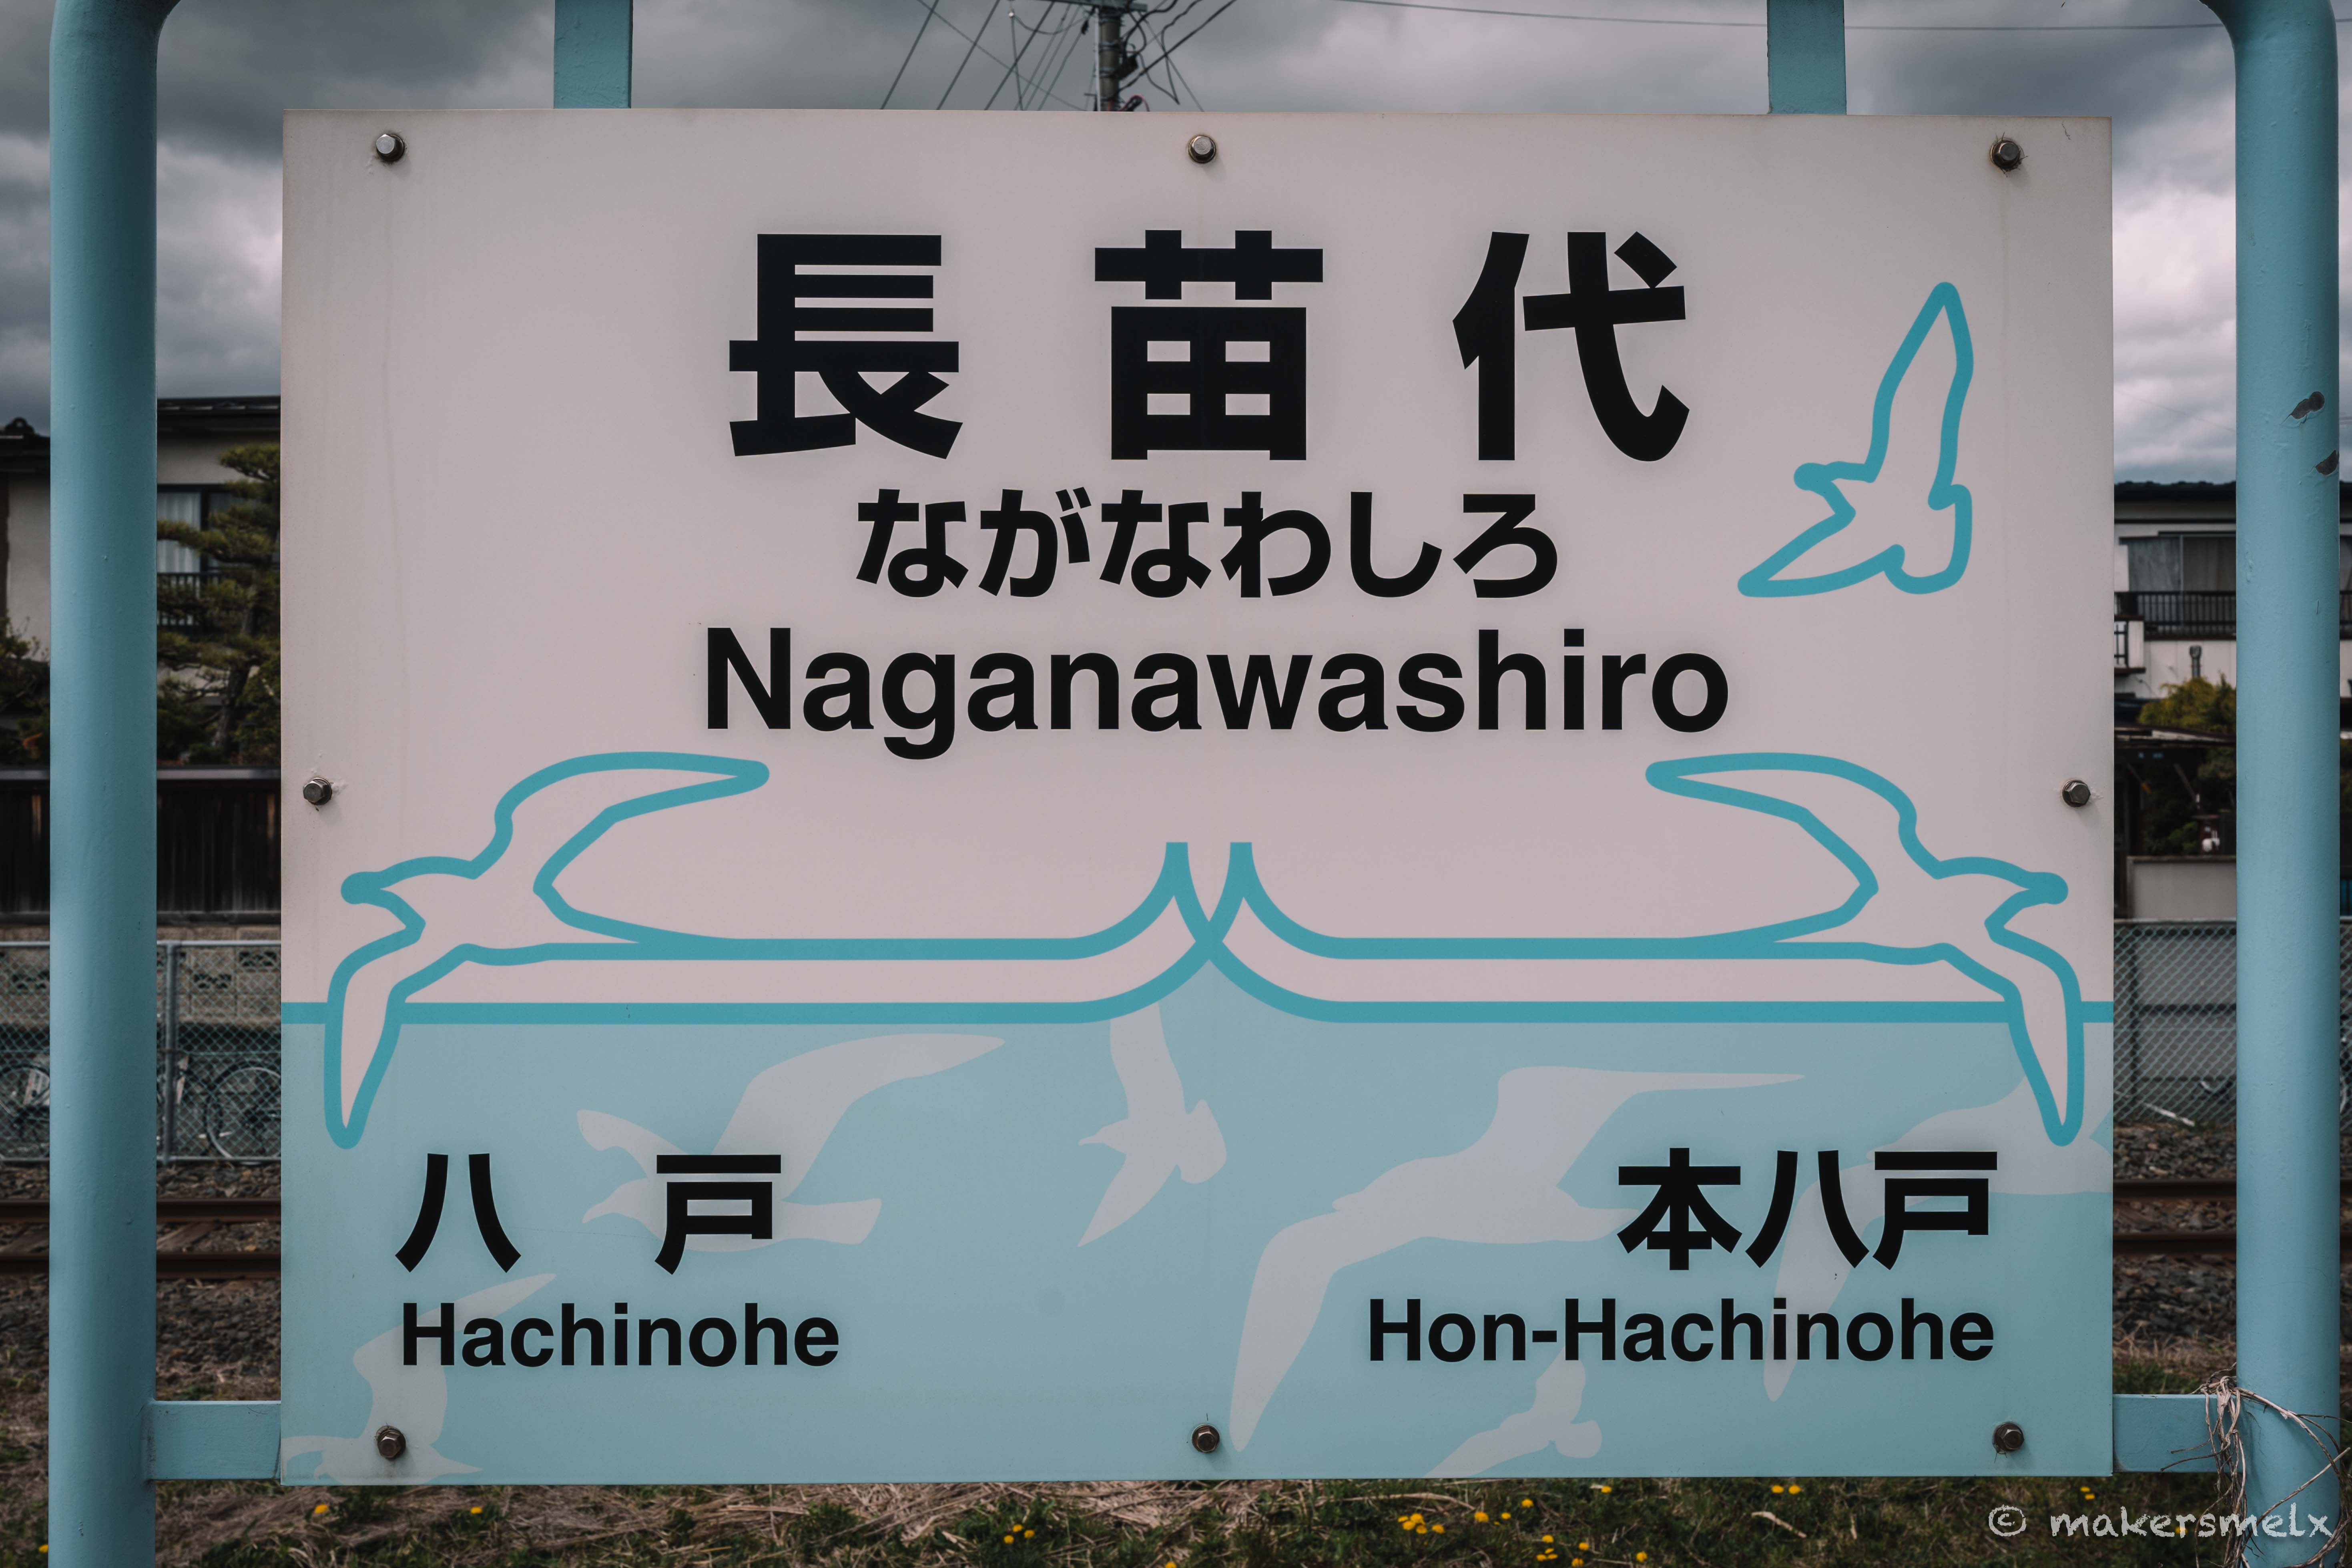 長苗代
ながなわしろ
Naganawashiro
八戸 本八戸
Hachinohe Hon-Hachinohe
© makersmelx